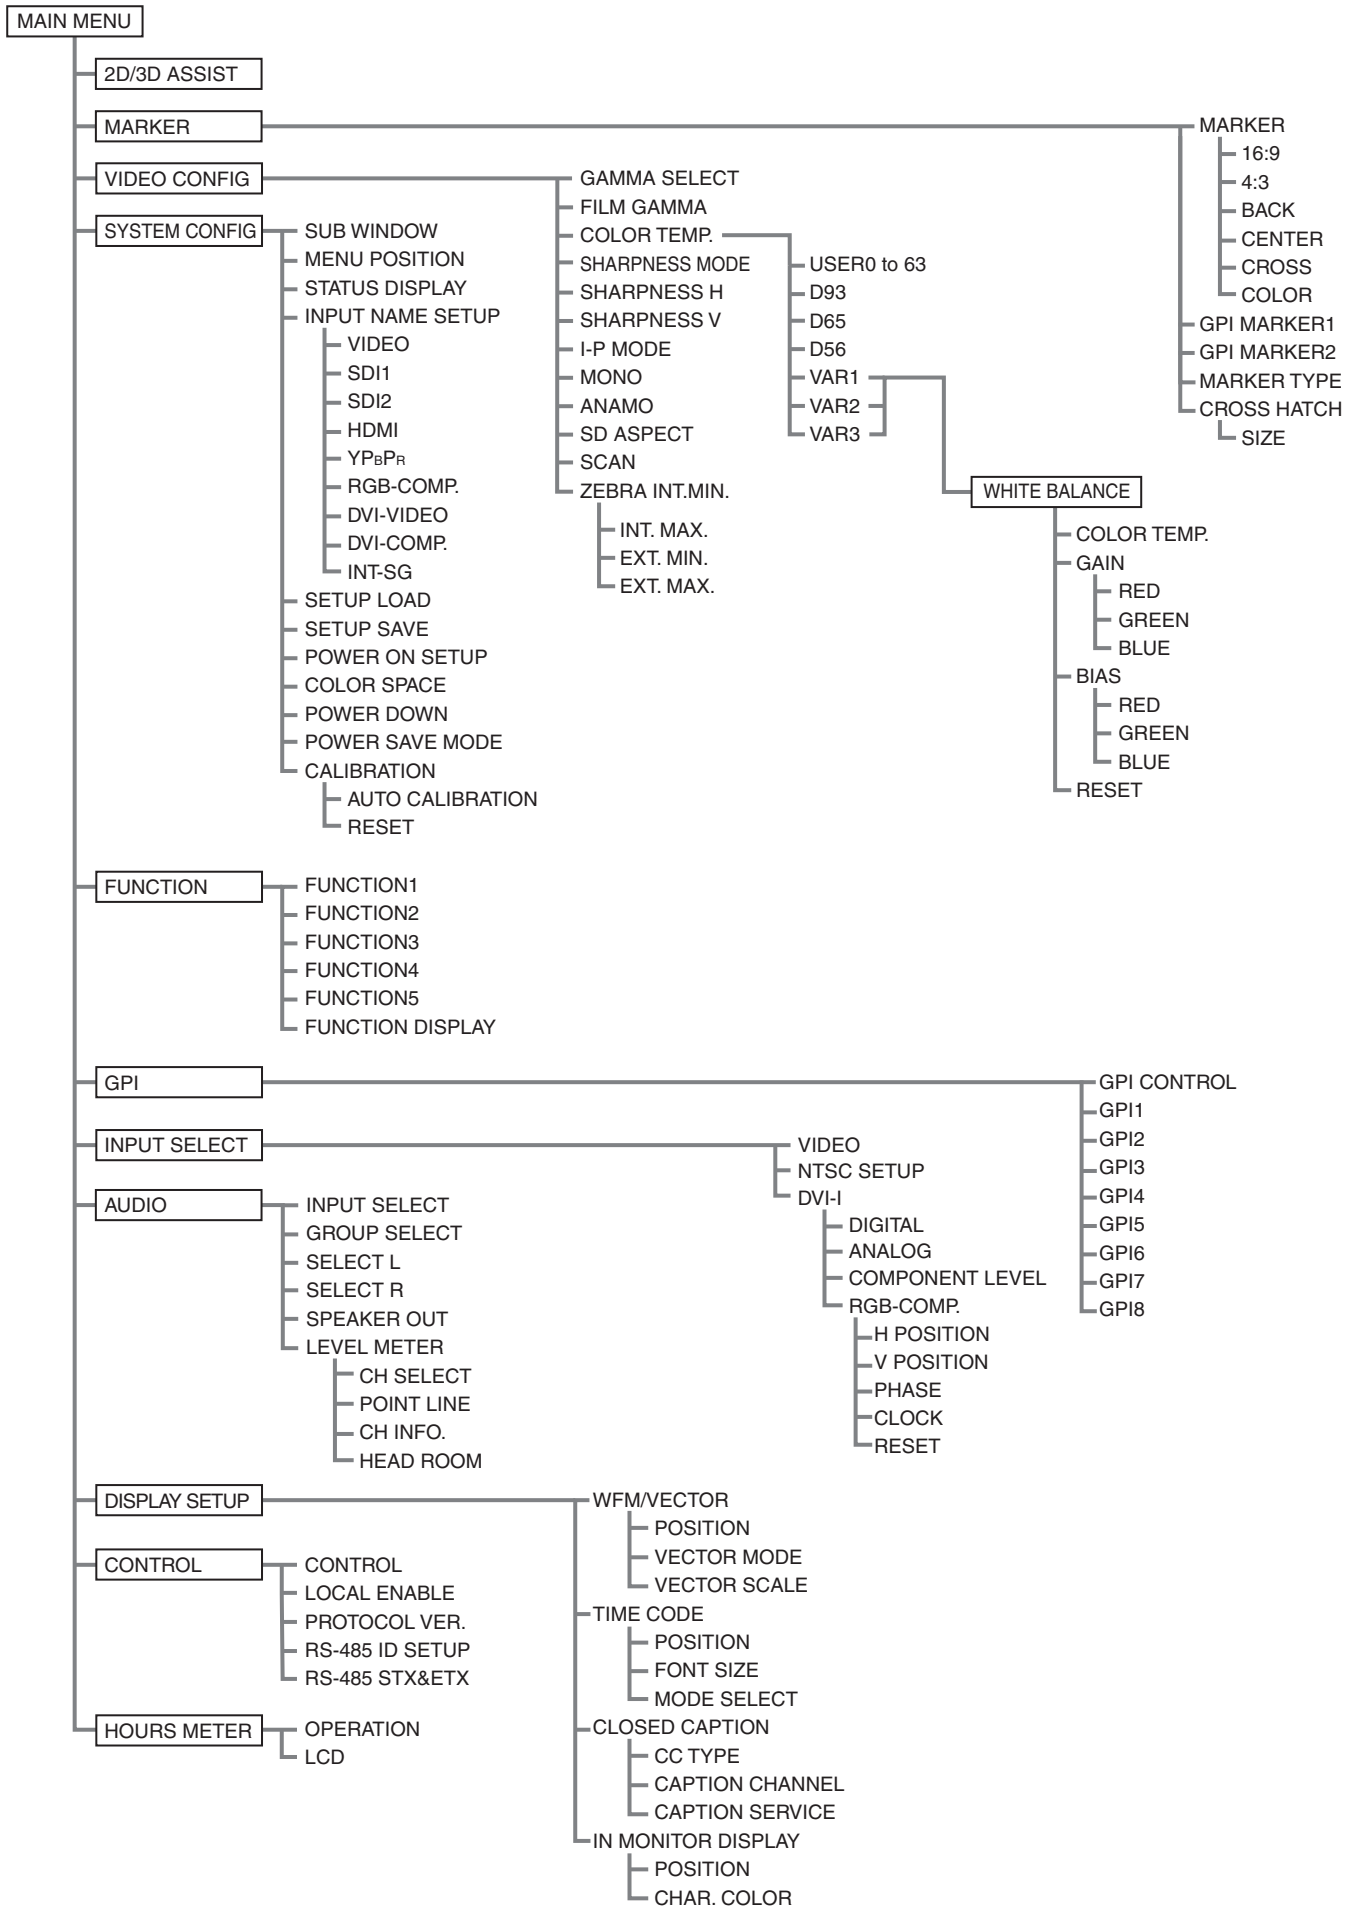 MAIN MENU
2D/3D ASSIST
MARKER
MARKER
16:9
4:3
BACK
CENTER
CROSS
COLOR
GPI MARKER1
GPI MARKER2
MARKER TYPE
CROSS HATCH
SIZE
VIDEO CONFIG
GAMMA SELECT
FILM GAMMA
COLOR TEMP.
USER0 to 63
D93
D65
D56
VAR1
VAR2
VAR3
WHITE BALANCE
COLOR TEMP.
GAIN
RED
GREEN
BLUE
BIAS
RED
GREEN
BLUE
RESET
SHARPNESS MODE
SHARPNESS H
SHARPNESS V
I-P MODE
MONO
ANAMO
SD ASPECT
SCAN
ZEBRA INT.MIN.
INT. MAX.
EXT. MIN.
EXT. MAX.
SYSTEM CONFIG
SUB WINDOW
MENU POSITION
STATUS DISPLAY
INPUT NAME SETUP
VIDEO
SDI1
SDI2
HDMI
YPBPR
RGB-COMP.
DVI-VIDEO
DVI-COMP.
INT-SG
SETUP LOAD
SETUP SAVE
POWER ON SETUP
COLOR SPACE
POWER DOWN
POWER SAVE MODE
CALIBRATION
AUTO CALIBRATION
RESET
FUNCTION
FUNCTION1
FUNCTION2
FUNCTION3
FUNCTION4
FUNCTION5
FUNCTION DISPLAY
GPI
GPI CONTROL
GPI1
GPI2
GPI3
GPI4
GPI5
GPI6
GPI7
GPI8
INPUT SELECT
VIDEO
NTSC SETUP
DVI-I
DIGITAL
ANALOG
COMPONENT LEVEL
RGB-COMP.
H POSITION
V POSITION
PHASE
CLOCK
RESET
AUDIO
INPUT SELECT
GROUP SELECT
SELECT L
SELECT R
SPEAKER OUT
LEVEL METER
CH SELECT
POINT LINE
CH INFO.
HEAD ROOM
DISPLAY SETUP
WFM/VECTOR
POSITION
VECTOR MODE
VECTOR SCALE
TIME CODE
POSITION
FONT SIZE
MODE SELECT
CLOSED CAPTION
CC TYPE
CAPTION CHANNEL
CAPTION SERVICE
IN MONITOR DISPLAY
POSITION
CHAR. COLOR
CONTROL
CONTROL
LOCAL ENABLE
PROTOCOL VER.
RS-485 ID SETUP
RS-485 STX&ETX
HOURS METER
OPERATION
LCD